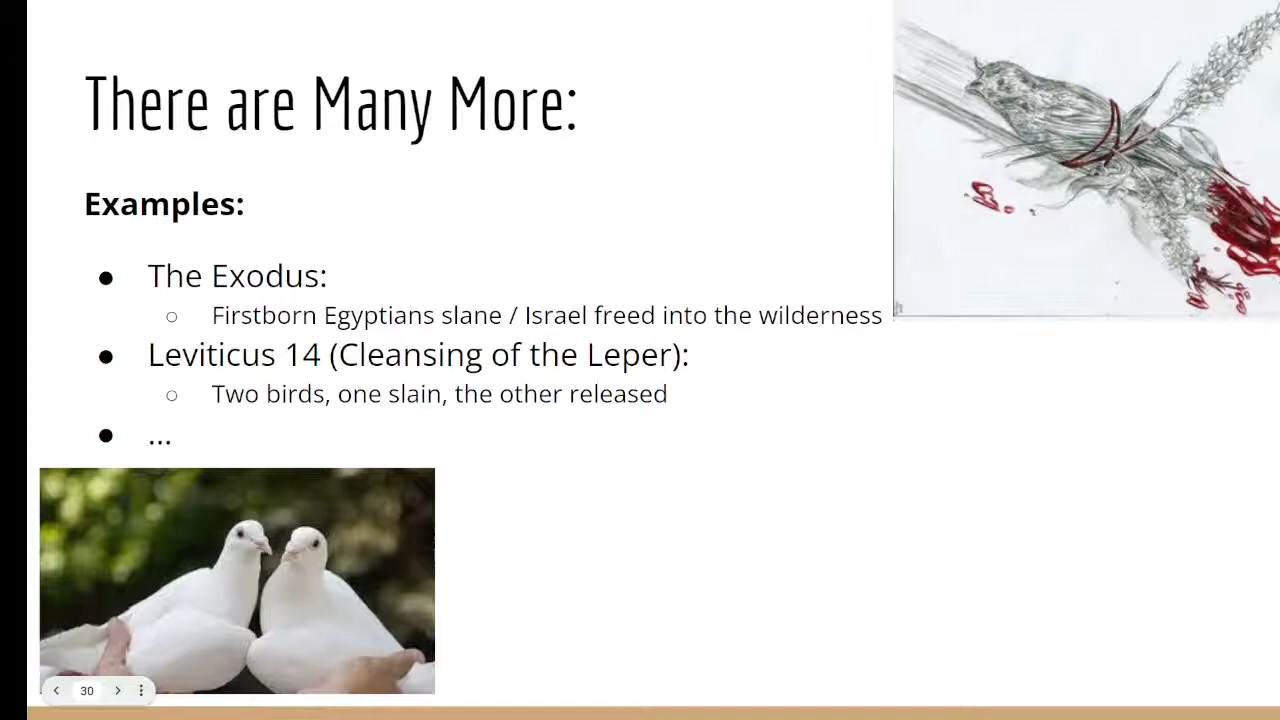 There are Many More:
Examples:
● The Exodus:
○ Firstborn Egyptians slane / Israel freed into the wilderness
● Leviticus 14 (Cleansing of the Leper):
○ Two birds, one slain, the other released
● ...
30